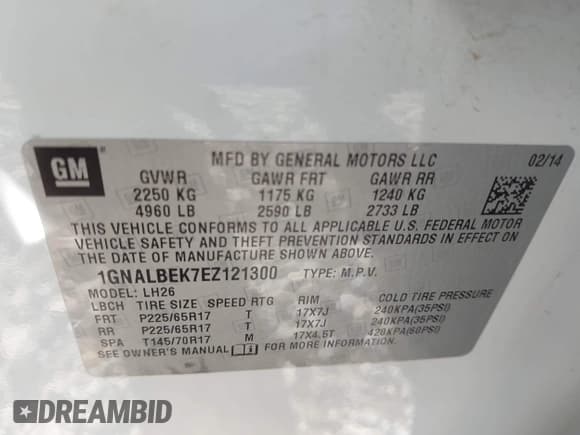 GM
MFD BY GENERAL MOTORS LLC 02/14
GVWR GAWR FRT GAWR RR
2250 KG 1175 KG 1240 KG
4960 LB 2590 LB 2733 LB
THIS VEHICLE CONFORMS TO ALL APPLICABLE U.S. FEDERAL MOTOR
VEHICLE SAFETY AND THEFT PREVENTION STANDARDS IN EFFECT ON
THE DATE OF MANUFACTURE SHOWN ABOVE.
1GNALBEK7EZ121300 TYPE: M.P.V.
MODEL: LH26
LBCH TIRE SIZE SPEED RTG RIM COLD TIRE PRESSURE
FRT P225/65R17 T 17X7J 240KPA(35PSI)
RR P225/65R17 T 17X7J 240KPA(35PSI)
SPA T145/70R17 M 17X4.5T 420KPA(60PSI)
SEE OWNER'S MANUAL FOR MORE INFORMATION.
DREAMBID